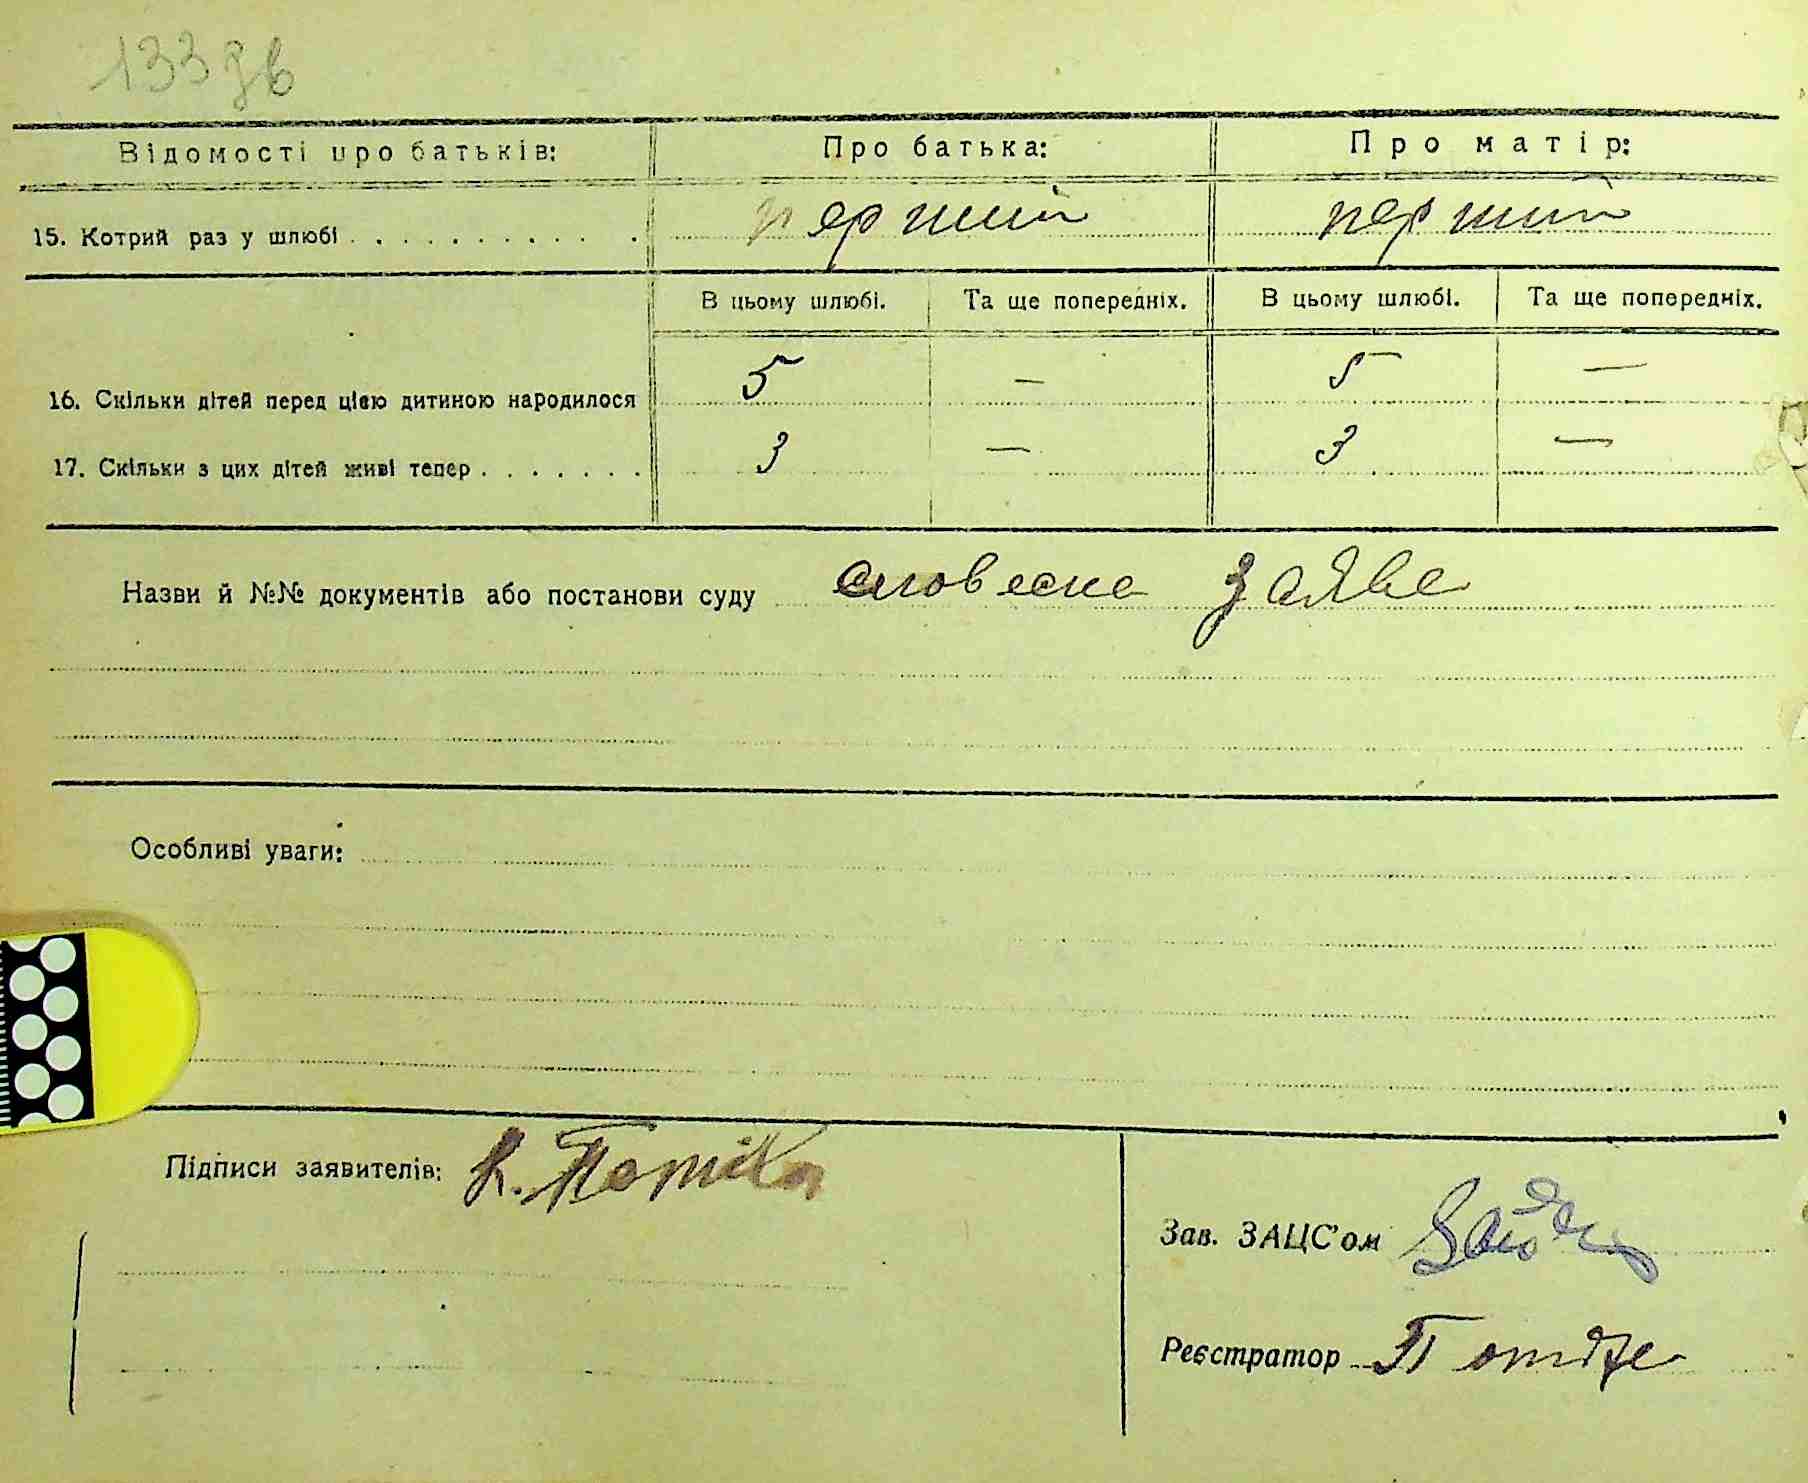 133 зв
Відомості про батьків: Про батька: Про матір:
15. Котрий раз у шлюбі . . . . . . . . . . . перший перший
В цьому шлюбі. Та ще попередніх. В цьому шлюбі. Та ще попередніх.
16. Скільки дітей перед цією дитиною народилося 5 — 5 —
17. Скільки з цих дітей живі тепер . . . . . . . 3 — 3 —
Назви й №№ документів або постанови суду словесна заява
Особливі уваги:
Підписи заявителів: К.
Зав. ЗАЦС'ом
Реєстратор